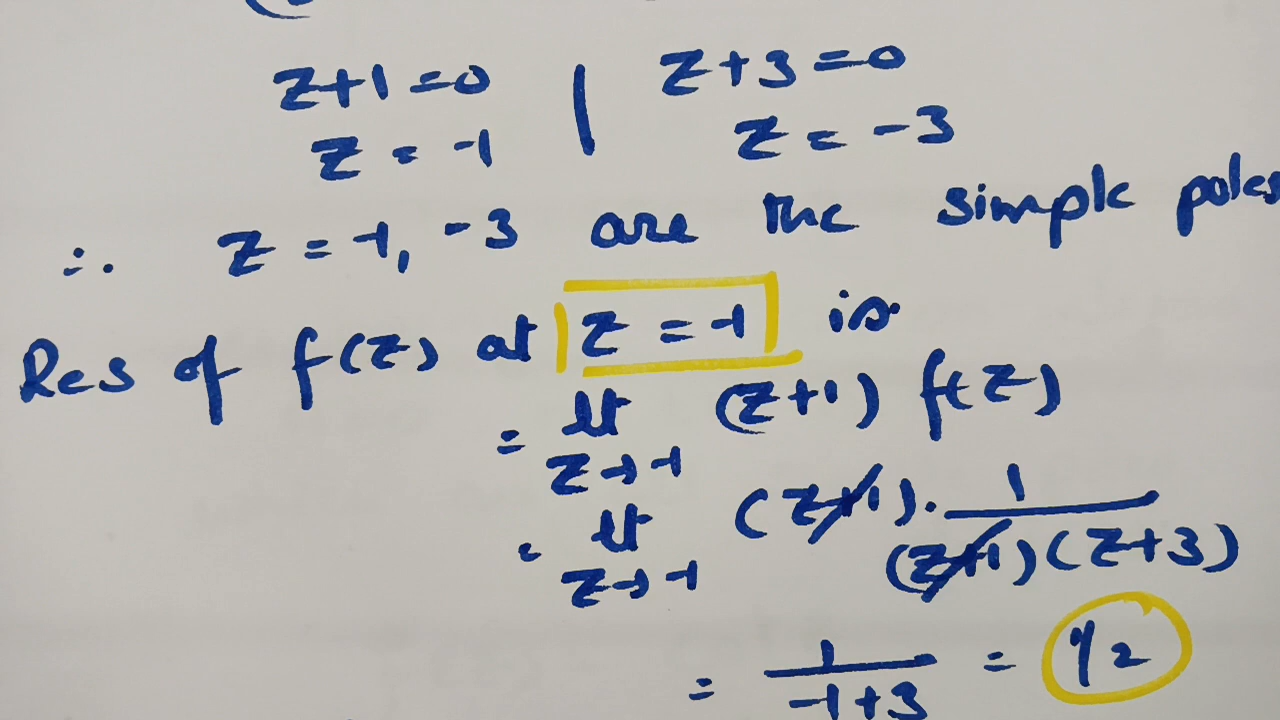 z+1=0 | z+3=0
z = -1 z = -3
∴ z = -1, -3 are the simple poles
Res of f(z) at z = -1 is
= lt (z+1) f(z)
z→-1
= lt (z+1) . 1
z→-1 (z+1)(z+3)
= 1 = 1/2
-1+3